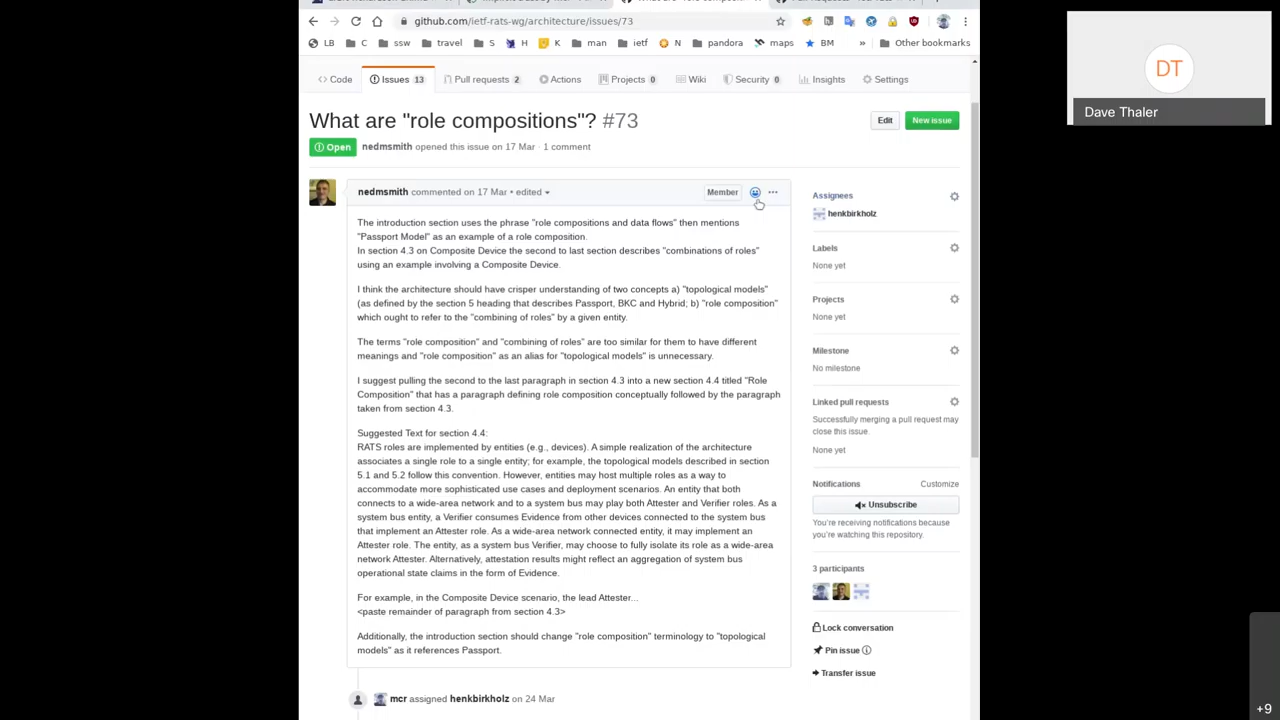 github.com/ietf-rats-wg/architecture/issues/73
LB C ssw travel S H K man ietf N pandora maps BM » Other bookmarks
Code Issues 13 Pull requests 2 Actions Projects 0 Wiki Security 0 Insights Settings
What are "role compositions"? #73
Edit New issue
Open nedmsmith opened this issue on 17 Mar · 1 comment
nedmsmith commented on 17 Mar • edited Member
The introduction section uses the phrase "role compositions and data flows" then mentions
"Passport Model" as an example of a role composition.
In section 4.3 on Composite Device the second to last section describes "combinations of roles"
using an example involving a Composite Device.
I think the architecture should have crisper understanding of two concepts a) "topological models"
(as defined by the section 5 heading that describes Passport, BKC and Hybrid; b) "role composition"
which ought to refer to the "combining of roles" by a given entity.
The terms "role composition" and "combining of roles" are too similar for them to have different
meanings and "role composition" as an alias for "topological models" is unnecessary.
I suggest pulling the second to the last paragraph in section 4.3 into a new section 4.4 titled "Role
Composition" that has a paragraph defining role composition conceptually followed by the paragraph
taken from section 4.3.
Suggested Text for section 4.4:
RATS roles are implemented by entities (e.g., devices). A simple realization of the architecture
associates a single role to a single entity; for example, the topological models described in section
5.1 and 5.2 follow this convention. However, entities may host multiple roles as a way to
accommodate more sophisticated use cases and deployment scenarios. An entity that both
connects to a wide-area network and to a system bus may play both Attester and Verifier roles. As a
system bus entity, a Verifier consumes Evidence from other devices connected to the system bus
that implement an Attester role. As a wide-area network connected entity, it may implement an
Attester role. The entity, as a system bus Verifier, may choose to fully isolate its role as a wide-area
network Attester. Alternatively, attestation results might reflect an aggregation of system bus
operational state claims in the form of Evidence.
For example, in the Composite Device scenario, the lead Attester...
<paste remainder of paragraph from section 4.3>
Additionally, the introduction section should change "role composition" terminology to "topological
models" as it references Passport.
mcr assigned henkbirkholz on 24 Mar
Assignees
henkbirkholz
Labels
None yet
Projects
None yet
Milestone
No milestone
Linked pull requests
Successfully merging a pull request may
close this issue.
None yet
Notifications Customize
Unsubscribe
You're receiving notifications because
you're watching this repository.
3 participants
Lock conversation
Pin issue
Transfer issue
DT
Dave Thaler
+9